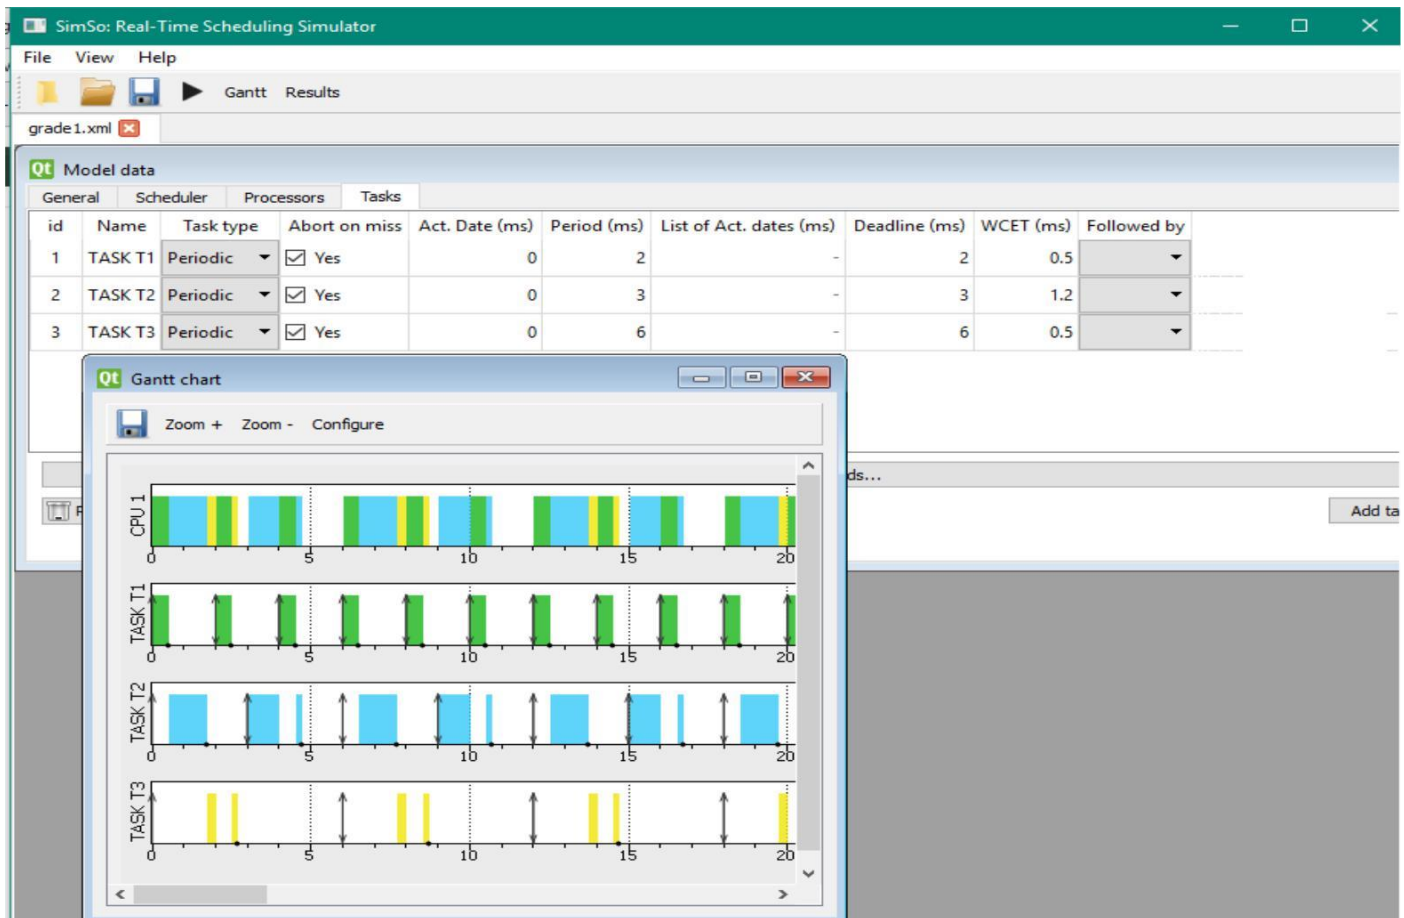 SimSo: Real-Time Scheduling Simulator
File View Help
Gantt Results
grade1.xml
Qt Model data
General Scheduler Processors Tasks
id Name Task type Abort on miss Act. Date (ms) Period (ms) List of Act. dates (ms) Deadline (ms) WCET (ms) Followed by
1 TASK T1 Periodic Yes 0 2 - 2 0.5
2 TASK T2 Periodic Yes 0 3 - 3 1.2
3 TASK T3 Periodic Yes 0 6 - 6 0.5
Qt Gantt chart
Zoom + Zoom - Configure
ds...
Add ta
CPU 1
0 5 10 15 20
TASK T1
0 5 10 15 20
TASK T2
0 5 10 15 20
TASK T3
0 5 10 15 20